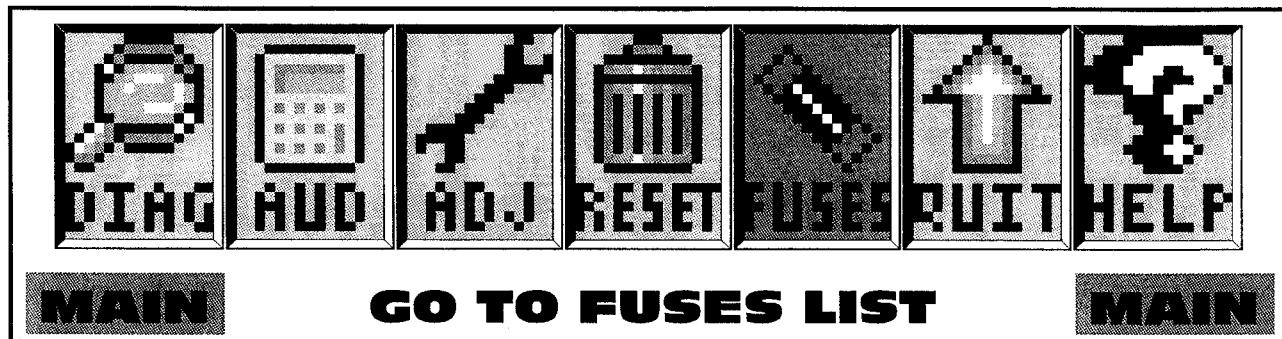 DIAG AUD ADJ RESET FUSES QUIT HELP
MAIN GO TO FUSES LIST MAIN